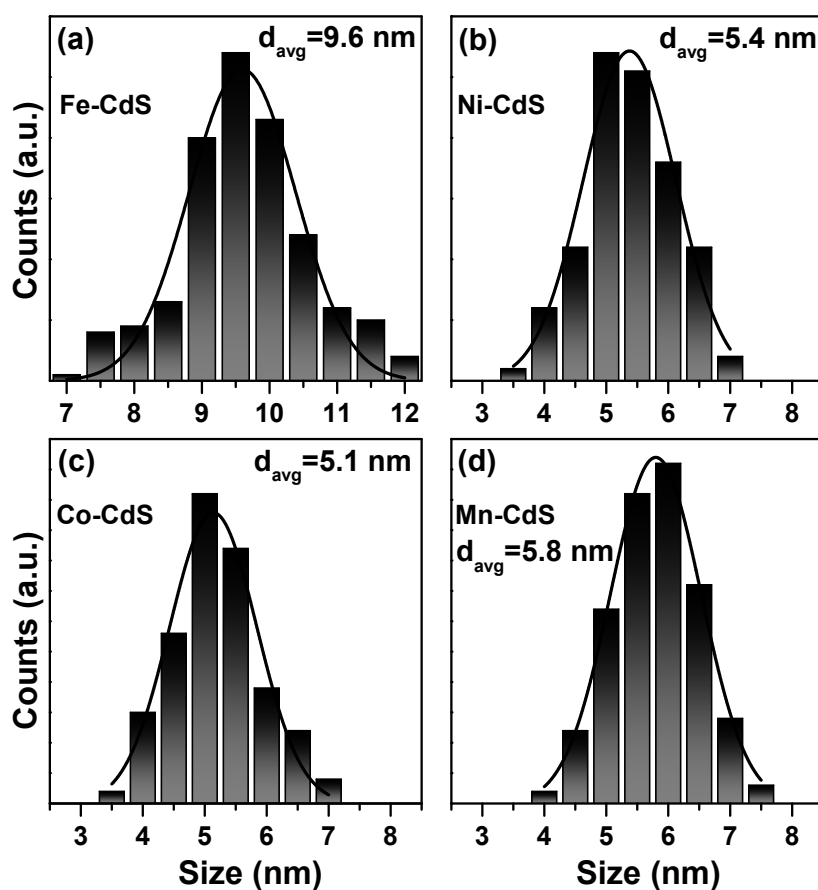 (a) d_avg=9.6 nm
Fe-CdS
Counts (a.u.)
7 8 9 10 11 12
(b) d_avg=5.4 nm
Ni-CdS
3 4 5 6 7 8
(c) d_avg=5.1 nm
Co-CdS
Counts (a.u.)
3 4 5 6 7 8
Size (nm)
(d)
Mn-CdS
d_avg=5.8 nm
3 4 5 6 7 8
Size (nm)